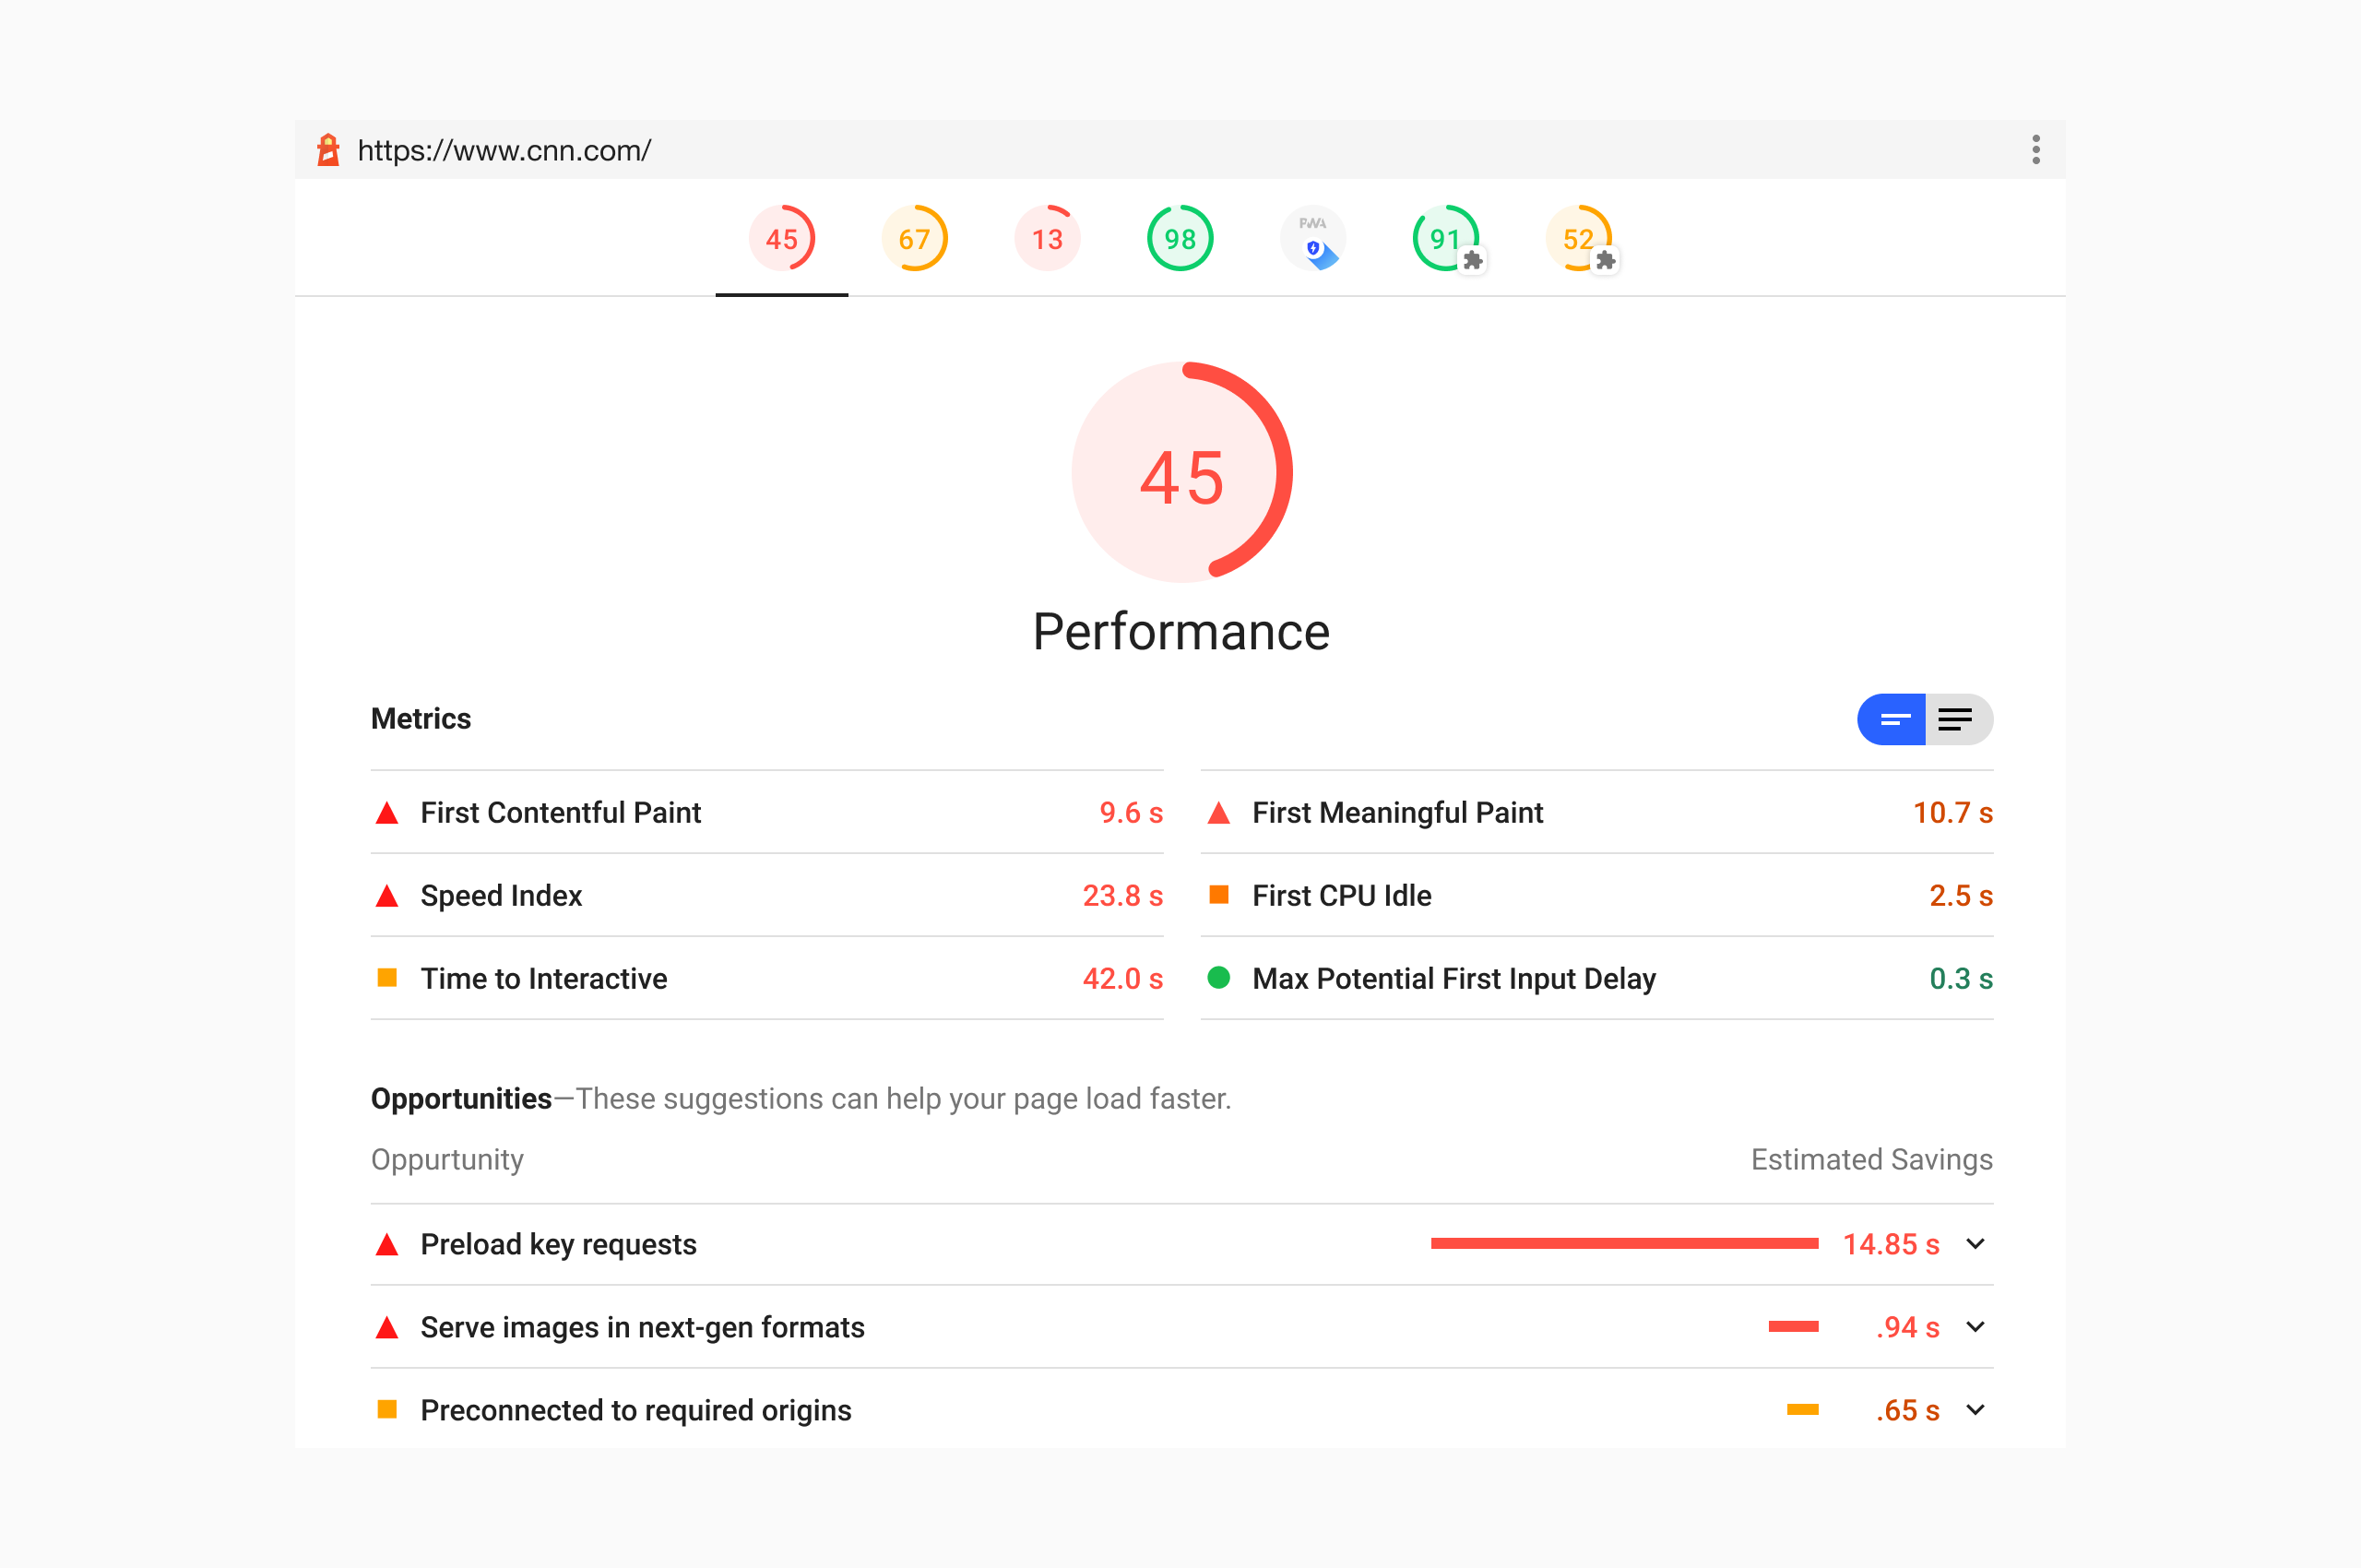 https://www.cnn.com/
45 67 13 98 PWA 91 52
45
Performance
Metrics
First Contentful Paint 9.6 s
First Meaningful Paint 10.7 s
Speed Index 23.8 s
First CPU Idle 2.5 s
Time to Interactive 42.0 s
Max Potential First Input Delay 0.3 s
Opportunities—These suggestions can help your page load faster.
Oppurtunity Estimated Savings
Preload key requests 14.85 s
Serve images in next-gen formats .94 s
Preconnected to required origins .65 s